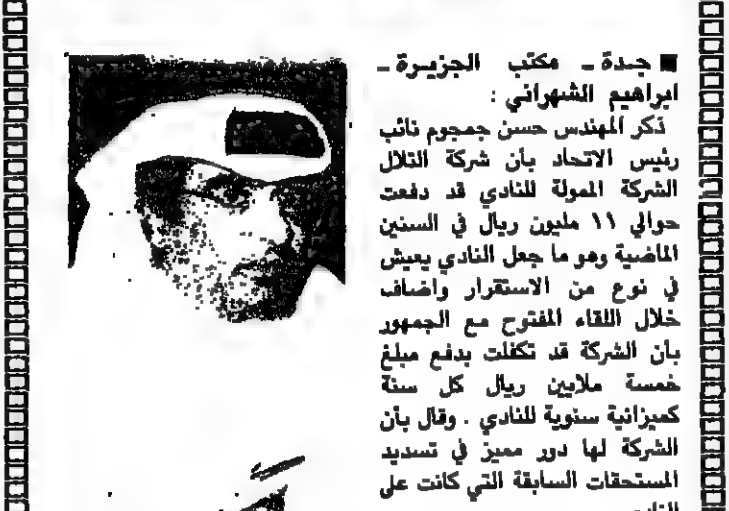 ■ جدة ـ مكتب الجزيرة ـ
ابراهيم الشهراني :
ذكر المهندس حسن جمجوم نائب
رئيس الاتحاد بأن شركة التلال
الشركة الممولة للنادي قد دفعت
حوالي ١١ مليون ريال في السنين
الماضية وهو ما جعل النادي يعيش
في نوع من الاستقرار واضاف
خلال اللقاء المفتوح مع الجمهور
بأن الشركة قد تكفلت بدفع مبلغ
خمسة ملايين ريال كل سنة
كميزانية سنوية للنادي . وقال بأن
الشركة لها دور مميز في تسديد
المستحقات السابقة التي كانت على